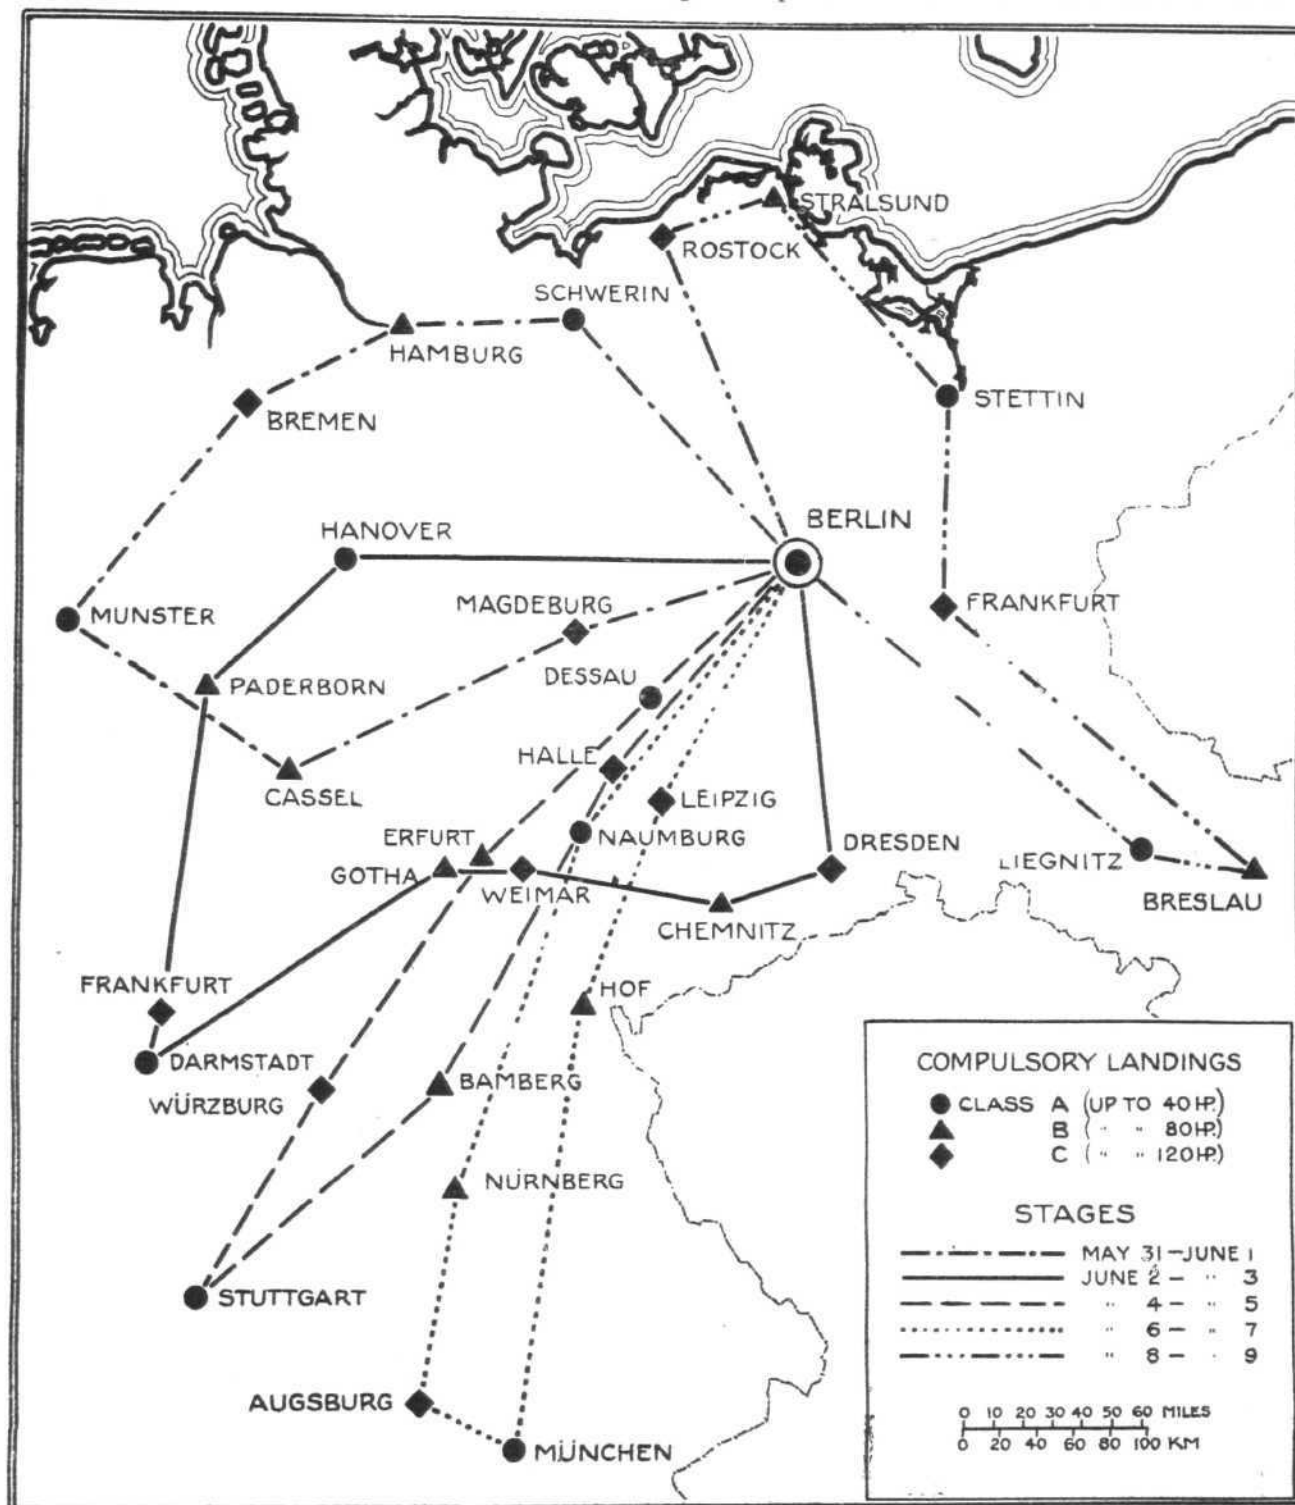 STRALSUND
ROSTOCK
SCHWERIN
HAMBURG
STETTIN
BREMEN
BERLIN
HANOVER
MAGDEBURG
FRANKFURT
MUNSTER
DESSAU
PADERBORN
HALLE
CASSEL
LEIPZIG
ERFURT
NAUMBURG
DRESDEN
GOTHA
WEIMAR
LIEGNITZ
BRESLAU
CHEMNITZ
FRANKFURT
HOF
DARMSTADT
BAMBERG
WÜRZBURG
NÜRNBERG
STUTTGART
AUGSBURG
MÜNCHEN
COMPULSORY LANDINGS
CLASS A (UP TO 40 HP.)
B ( " " 80 HP.)
C ( " " 120 HP.)
STAGES
MAY 31 – JUNE 1
JUNE 2 – " 3
" 4 – " 5
" 6 – " 7
" 8 – " 9
0 10 20 30 40 50 60 MILES
0 20 40 60 80 100 KM